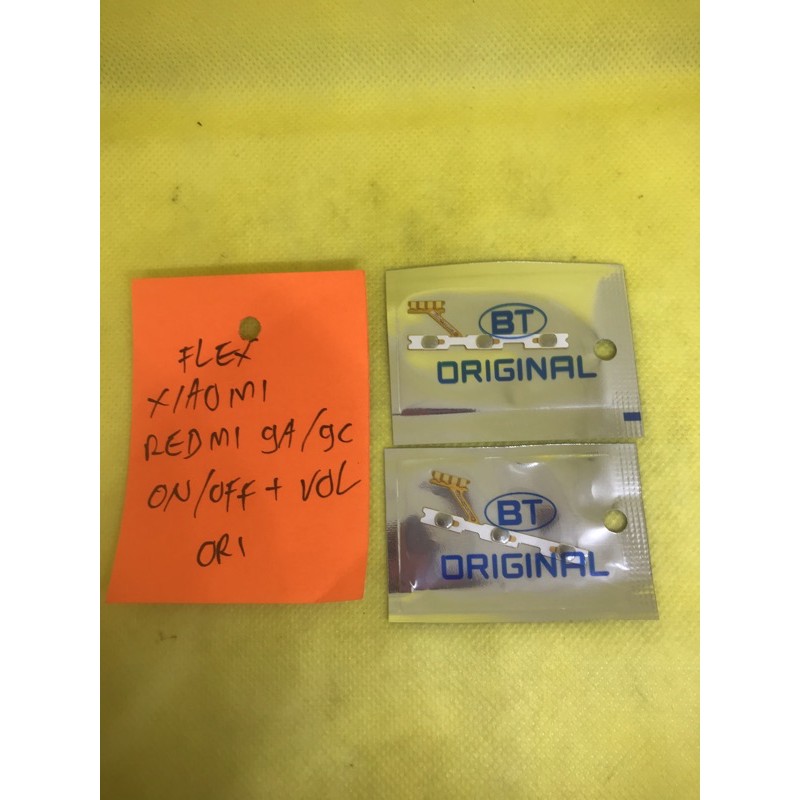 FLEX
XIAOMI
REDMI 9A/9C
ON/OFF + VOL
ORI
BT
ORIGINAL
BT
ORIGINAL